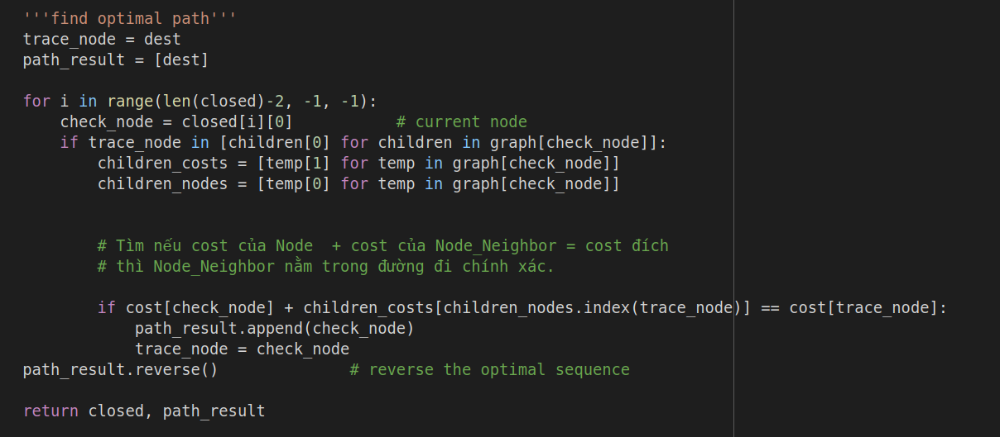 '''find optimal path'''
trace_node = dest
path_result = [dest]
for i in range(len(closed)-2, -1, -1):
check_node = closed[i][0] # current node
if trace_node in [children[0] for children in graph[check_node]]:
children_costs = [temp[1] for temp in graph[check_node]]
children_nodes = [temp[0] for temp in graph[check_node]]
# Tìm nếu cost của Node  + cost của Node_Neighbor = cost đích
# thì Node_Neighbor nằm trong đường đi chính xác.
if cost[check_node] + children_costs[children_nodes.index(trace_node)] == cost[trace_node]:
path_result.append(check_node)
trace_node = check_node
path_result.reverse() # reverse the optimal sequence
return closed, path_result